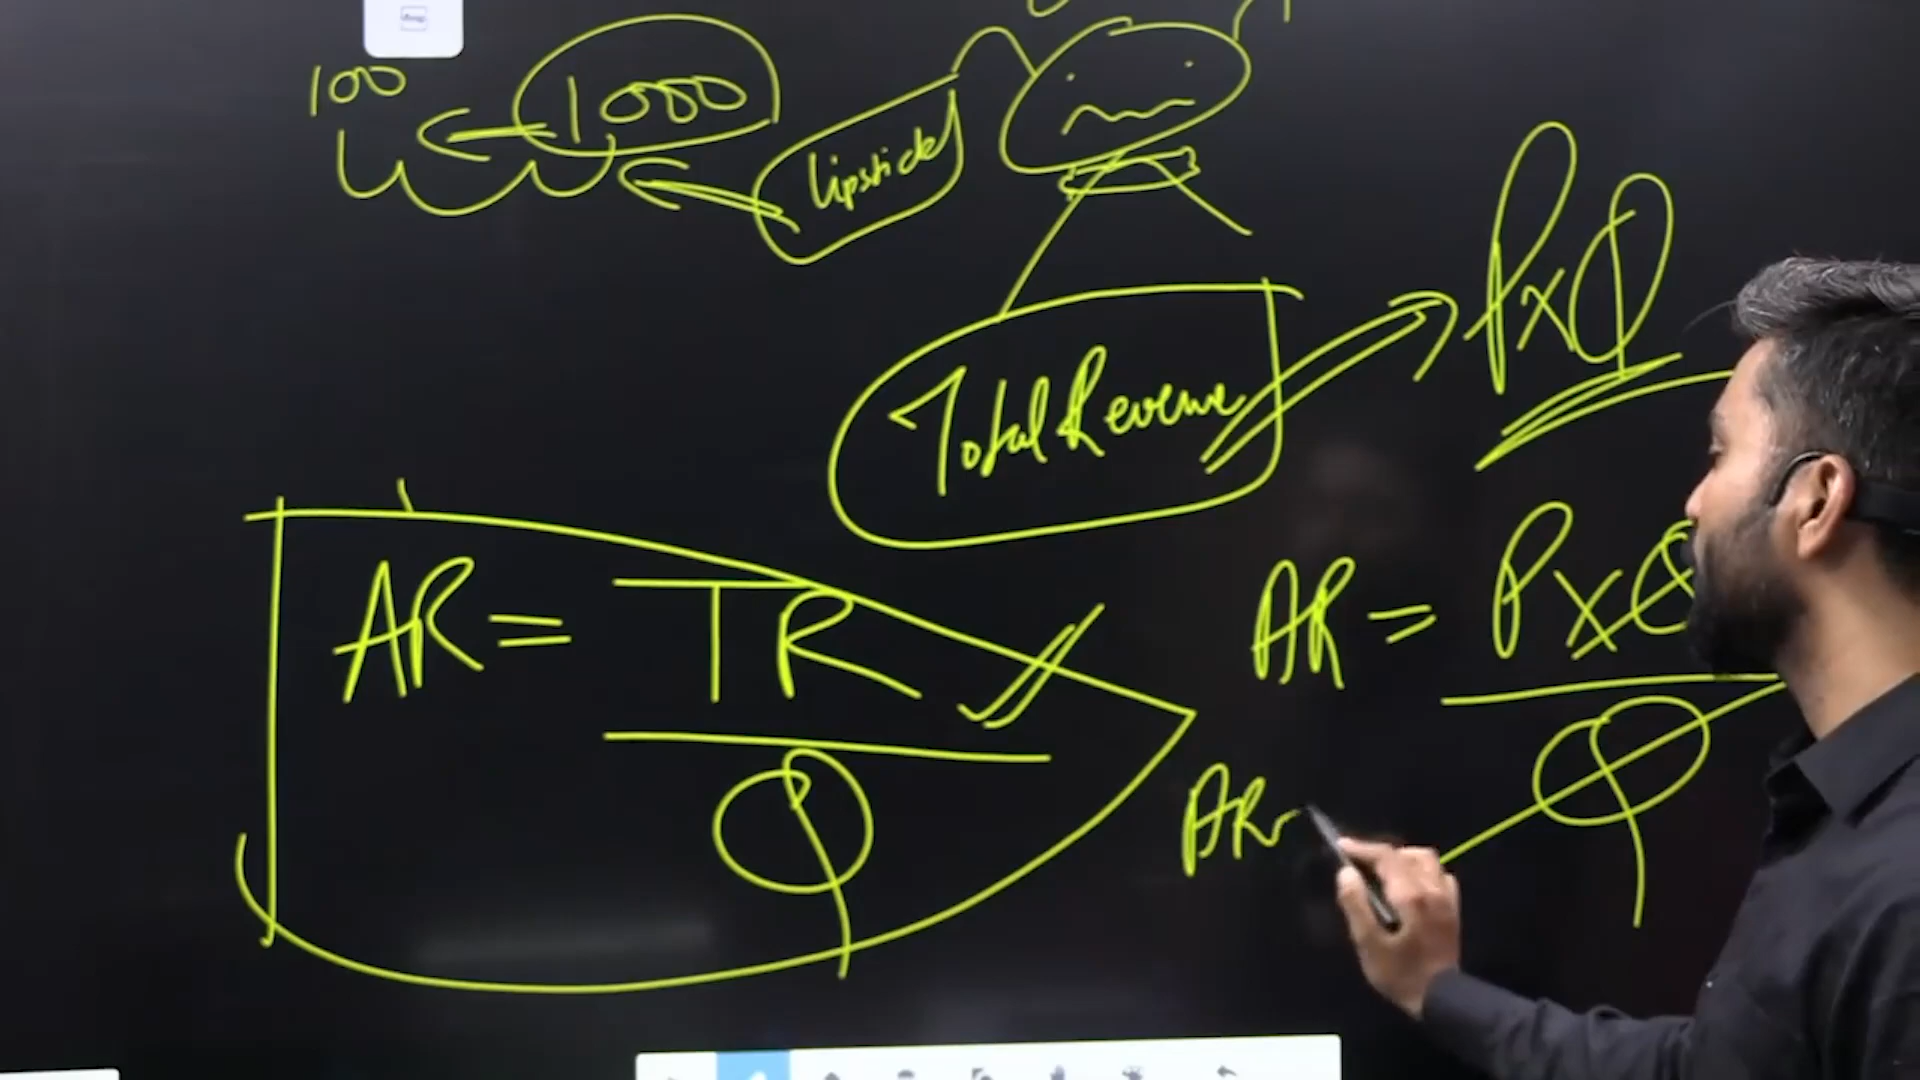 100
1000
lipstick
P×Q
Total Revenue
AR = TR
Q
AR = P×Q
Q
AR